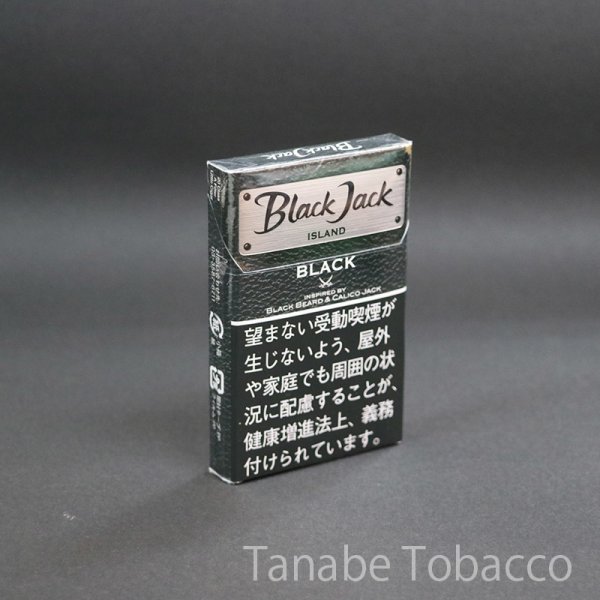 Black Jack
Black Jack
ISLAND
BLACK
INSPIRED BY
BLACK BEARD & CALICO JACK
望まない受動喫煙が
生じないよう、屋外
や家庭でも周囲の状
況に配慮することが、
健康増進法上、義務
付けられています。
Tanabe Tobacco